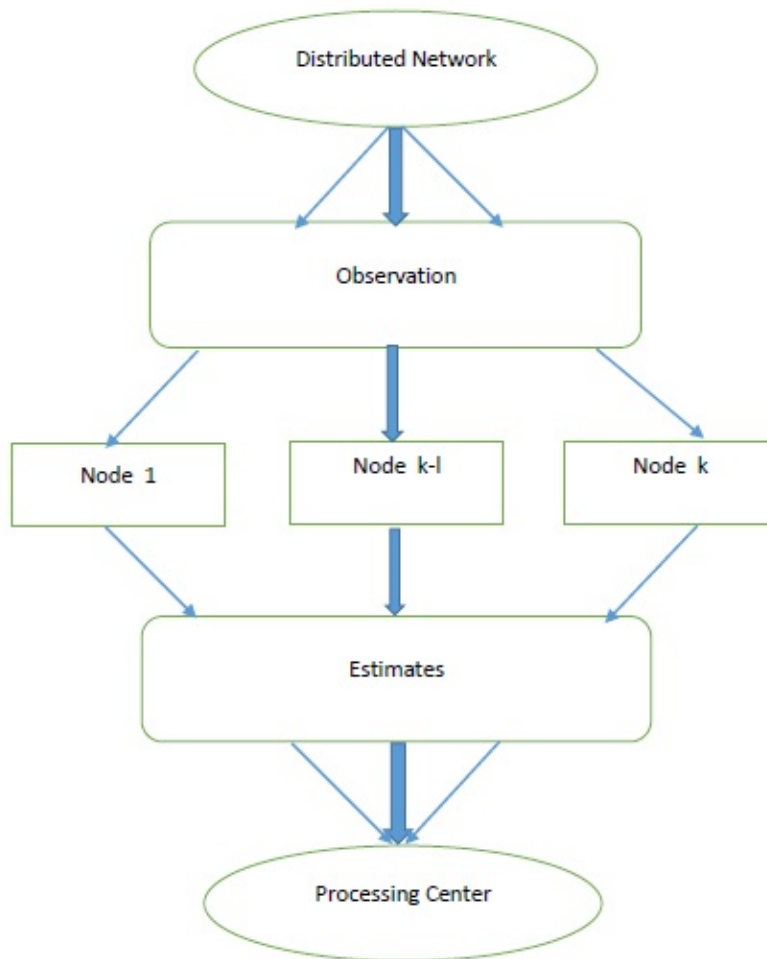 Distributed Network
Observation
Node 1
Node k-l
Node k
Estimates
Processing Center